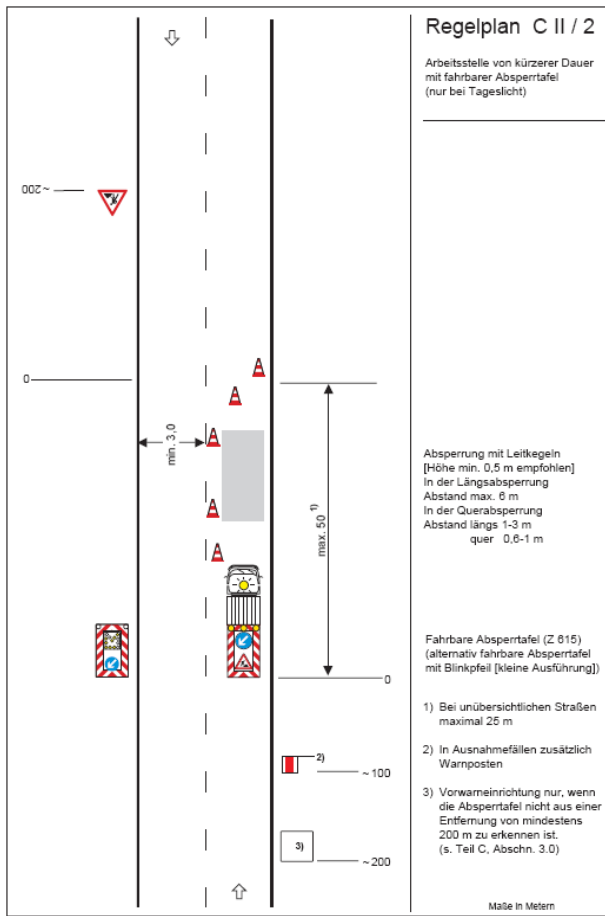 Regelplan C II / 2
Arbeitsstelle von kürzerer Dauer
mit fahrbarer Absperrtafel
(nur bei Tageslicht)
~200
0
min. 3,0
max. 50 1)
Absperrung mit Leitkegeln
[Höhe min. 0,5 m empfohlen]
In der Längsabsperrung
Abstand max. 6 m
In der Querabsperrung
Abstand längs 1-3 m
quer 0,6-1 m
Fahrbare Absperrtafel (Z 615)
(alternativ fahrbare Absperrtafel
mit Blinkpfeil [kleine Ausführung])
0
1) Bei unübersichtlichen Straßen
maximal 25 m
2)
~100
2) In Ausnahmefällen zusätzlich
Warnposten
3)
~200
3) Vorwarneinrichtung nur, wenn
die Absperrtafel nicht aus einer
Entfernung von mindestens
200 m zu erkennen ist.
(s. Teil C, Abschn. 3.0)
Maße in Metern